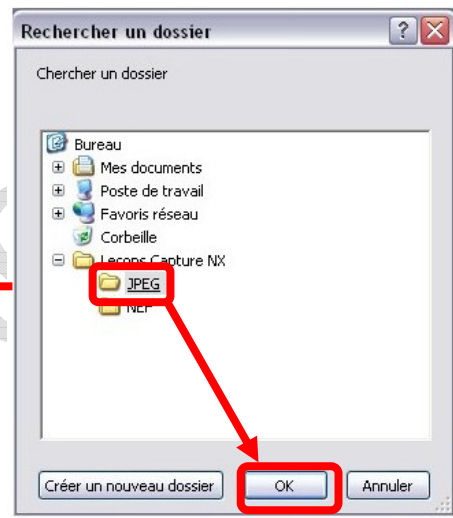 Rechercher un dossier
Chercher un dossier
Bureau
Mes documents
Poste de travail
Favoris réseau
Corbeille
Leçons Capture NX
JPEG
NEF
Créer un nouveau dossier OK Annuler